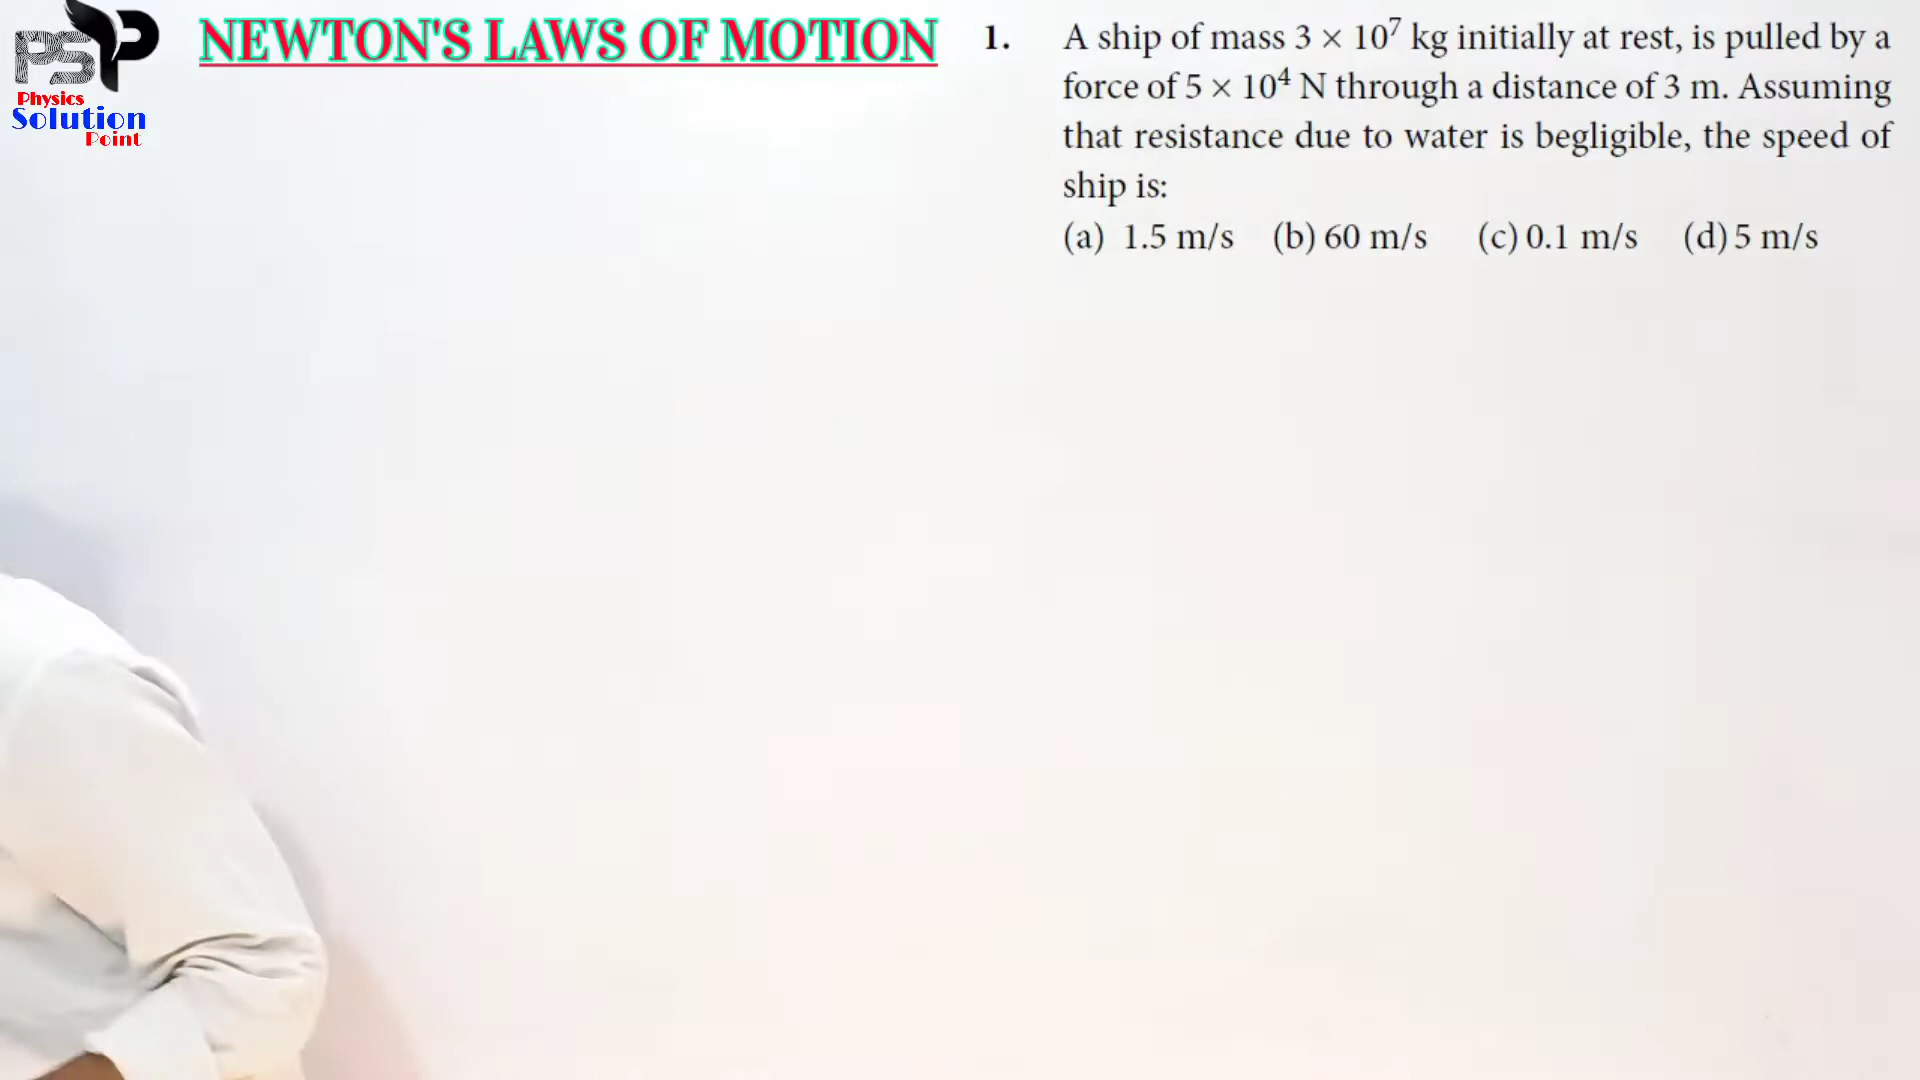 PSP
Physics
Solution
Point
NEWTON'S LAWS OF MOTION
1. A ship of mass 3 × 10⁷ kg initially at rest, is pulled by a
force of 5 × 10⁴ N through a distance of 3 m. Assuming
that resistance due to water is begligible, the speed of
ship is:
(a) 1.5 m/s (b) 60 m/s (c) 0.1 m/s (d) 5 m/s